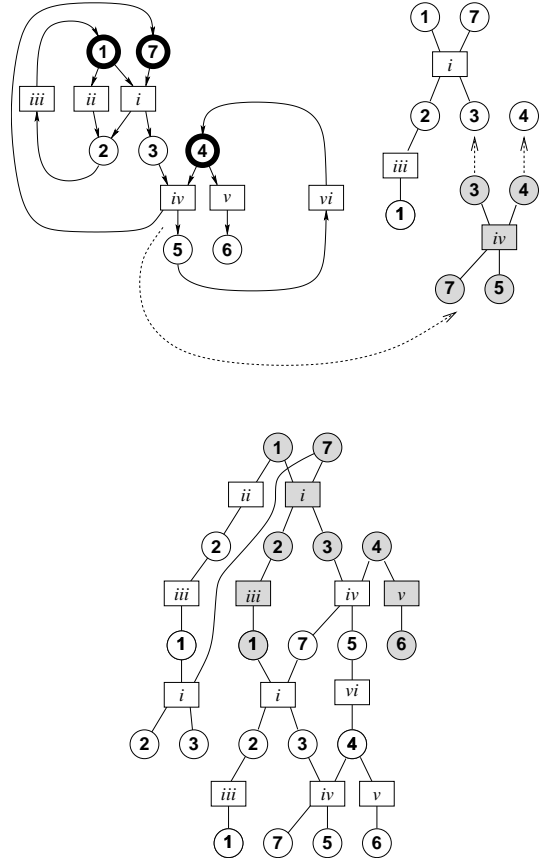 1 7
1 7
iii ii i
i
2 3 4
2 3 4
iii
3 4
iv v vi
1
iv
5 6
7 5
1 7
ii i
2 2 3 4
iii iii iv v
1 1 7 5 6
i i vi
2 3 2 3 4
iii iv v
1 7 5 6